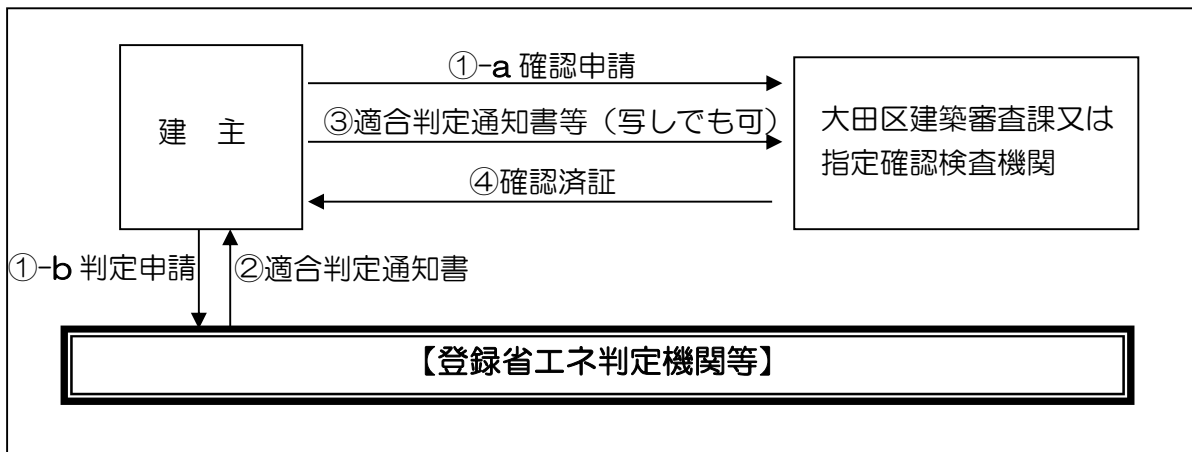 ①-a 確認申請
建　主
③適合判定通知書等（写しでも可）
大田区建築審査課又は
指定確認検査機関
④確認済証
①-b 判定申請
②適合判定通知書
【登録省エネ判定機関等】